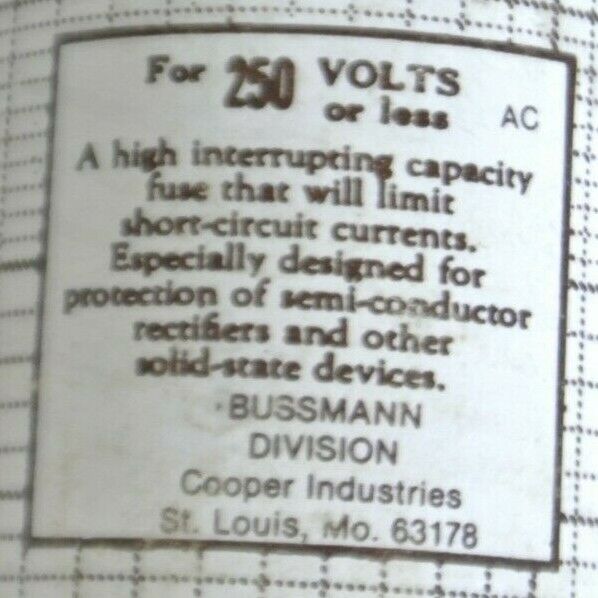 For 250 VOLTS
or less AC
A high interrupting capacity
fuse that will limit
short-circuit currents.
Especially designed for
protection of semi-conductor
rectifiers and other
solid-state devices.
BUSSMANN
DIVISION
Cooper Industries
St. Louis, Mo. 63178